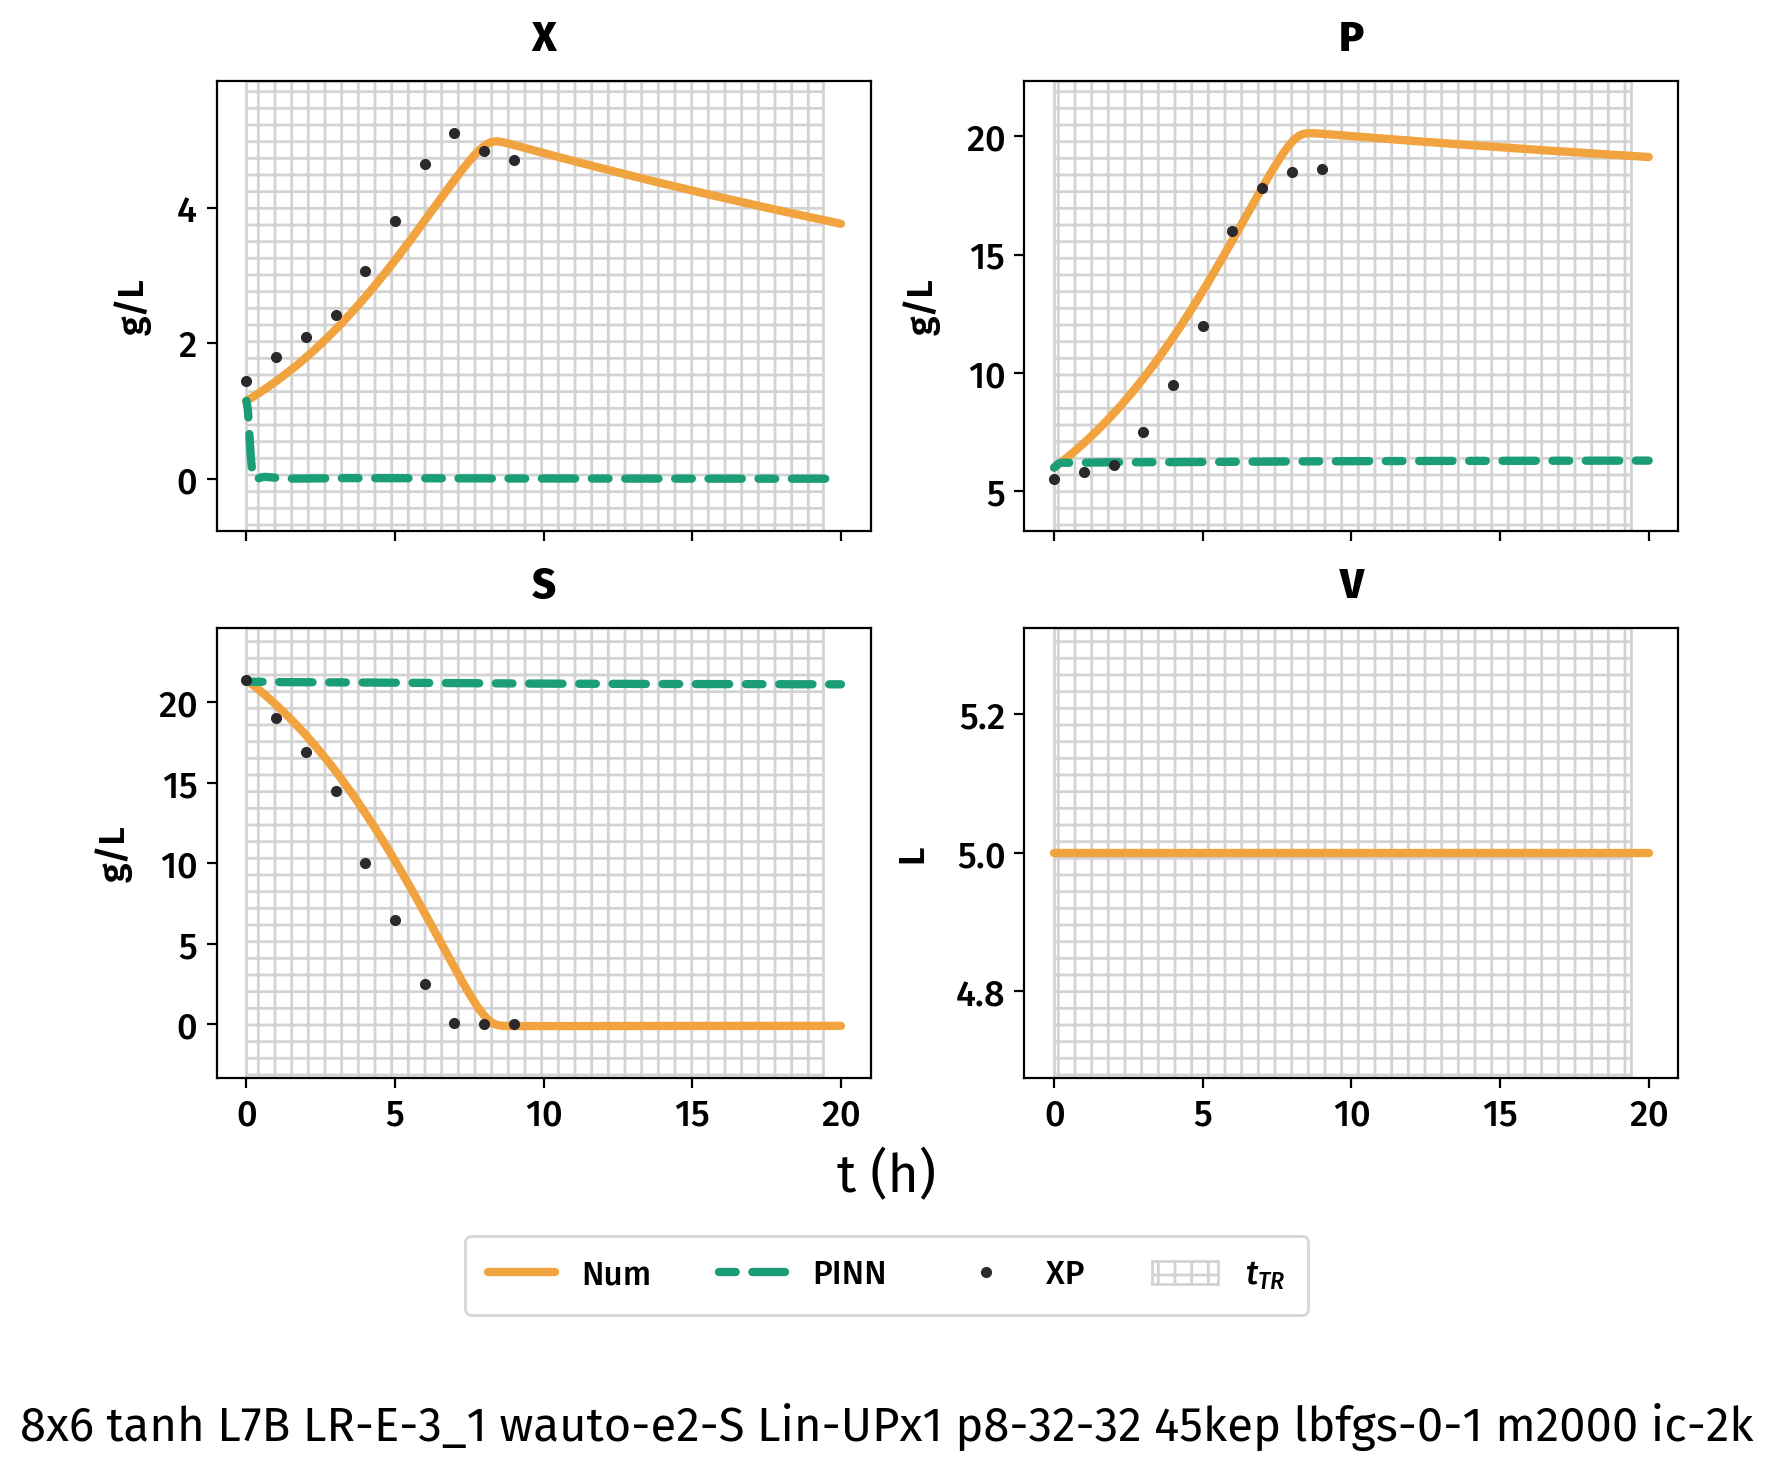 X
P
4
2
0
g/L
20
15
10
5
g/L
S
V
20
15
10
5
0
g/L
5.2
5.0
4.8
L
0 5 10 15 20
0 5 10 15 20
t (h)
Num PINN XP tTR
8x6 tanh L7B LR-E-3_1 wauto-e2-S Lin-UPx1 p8-32-32 45kep lbfgs-0-1 m2000 ic-2k